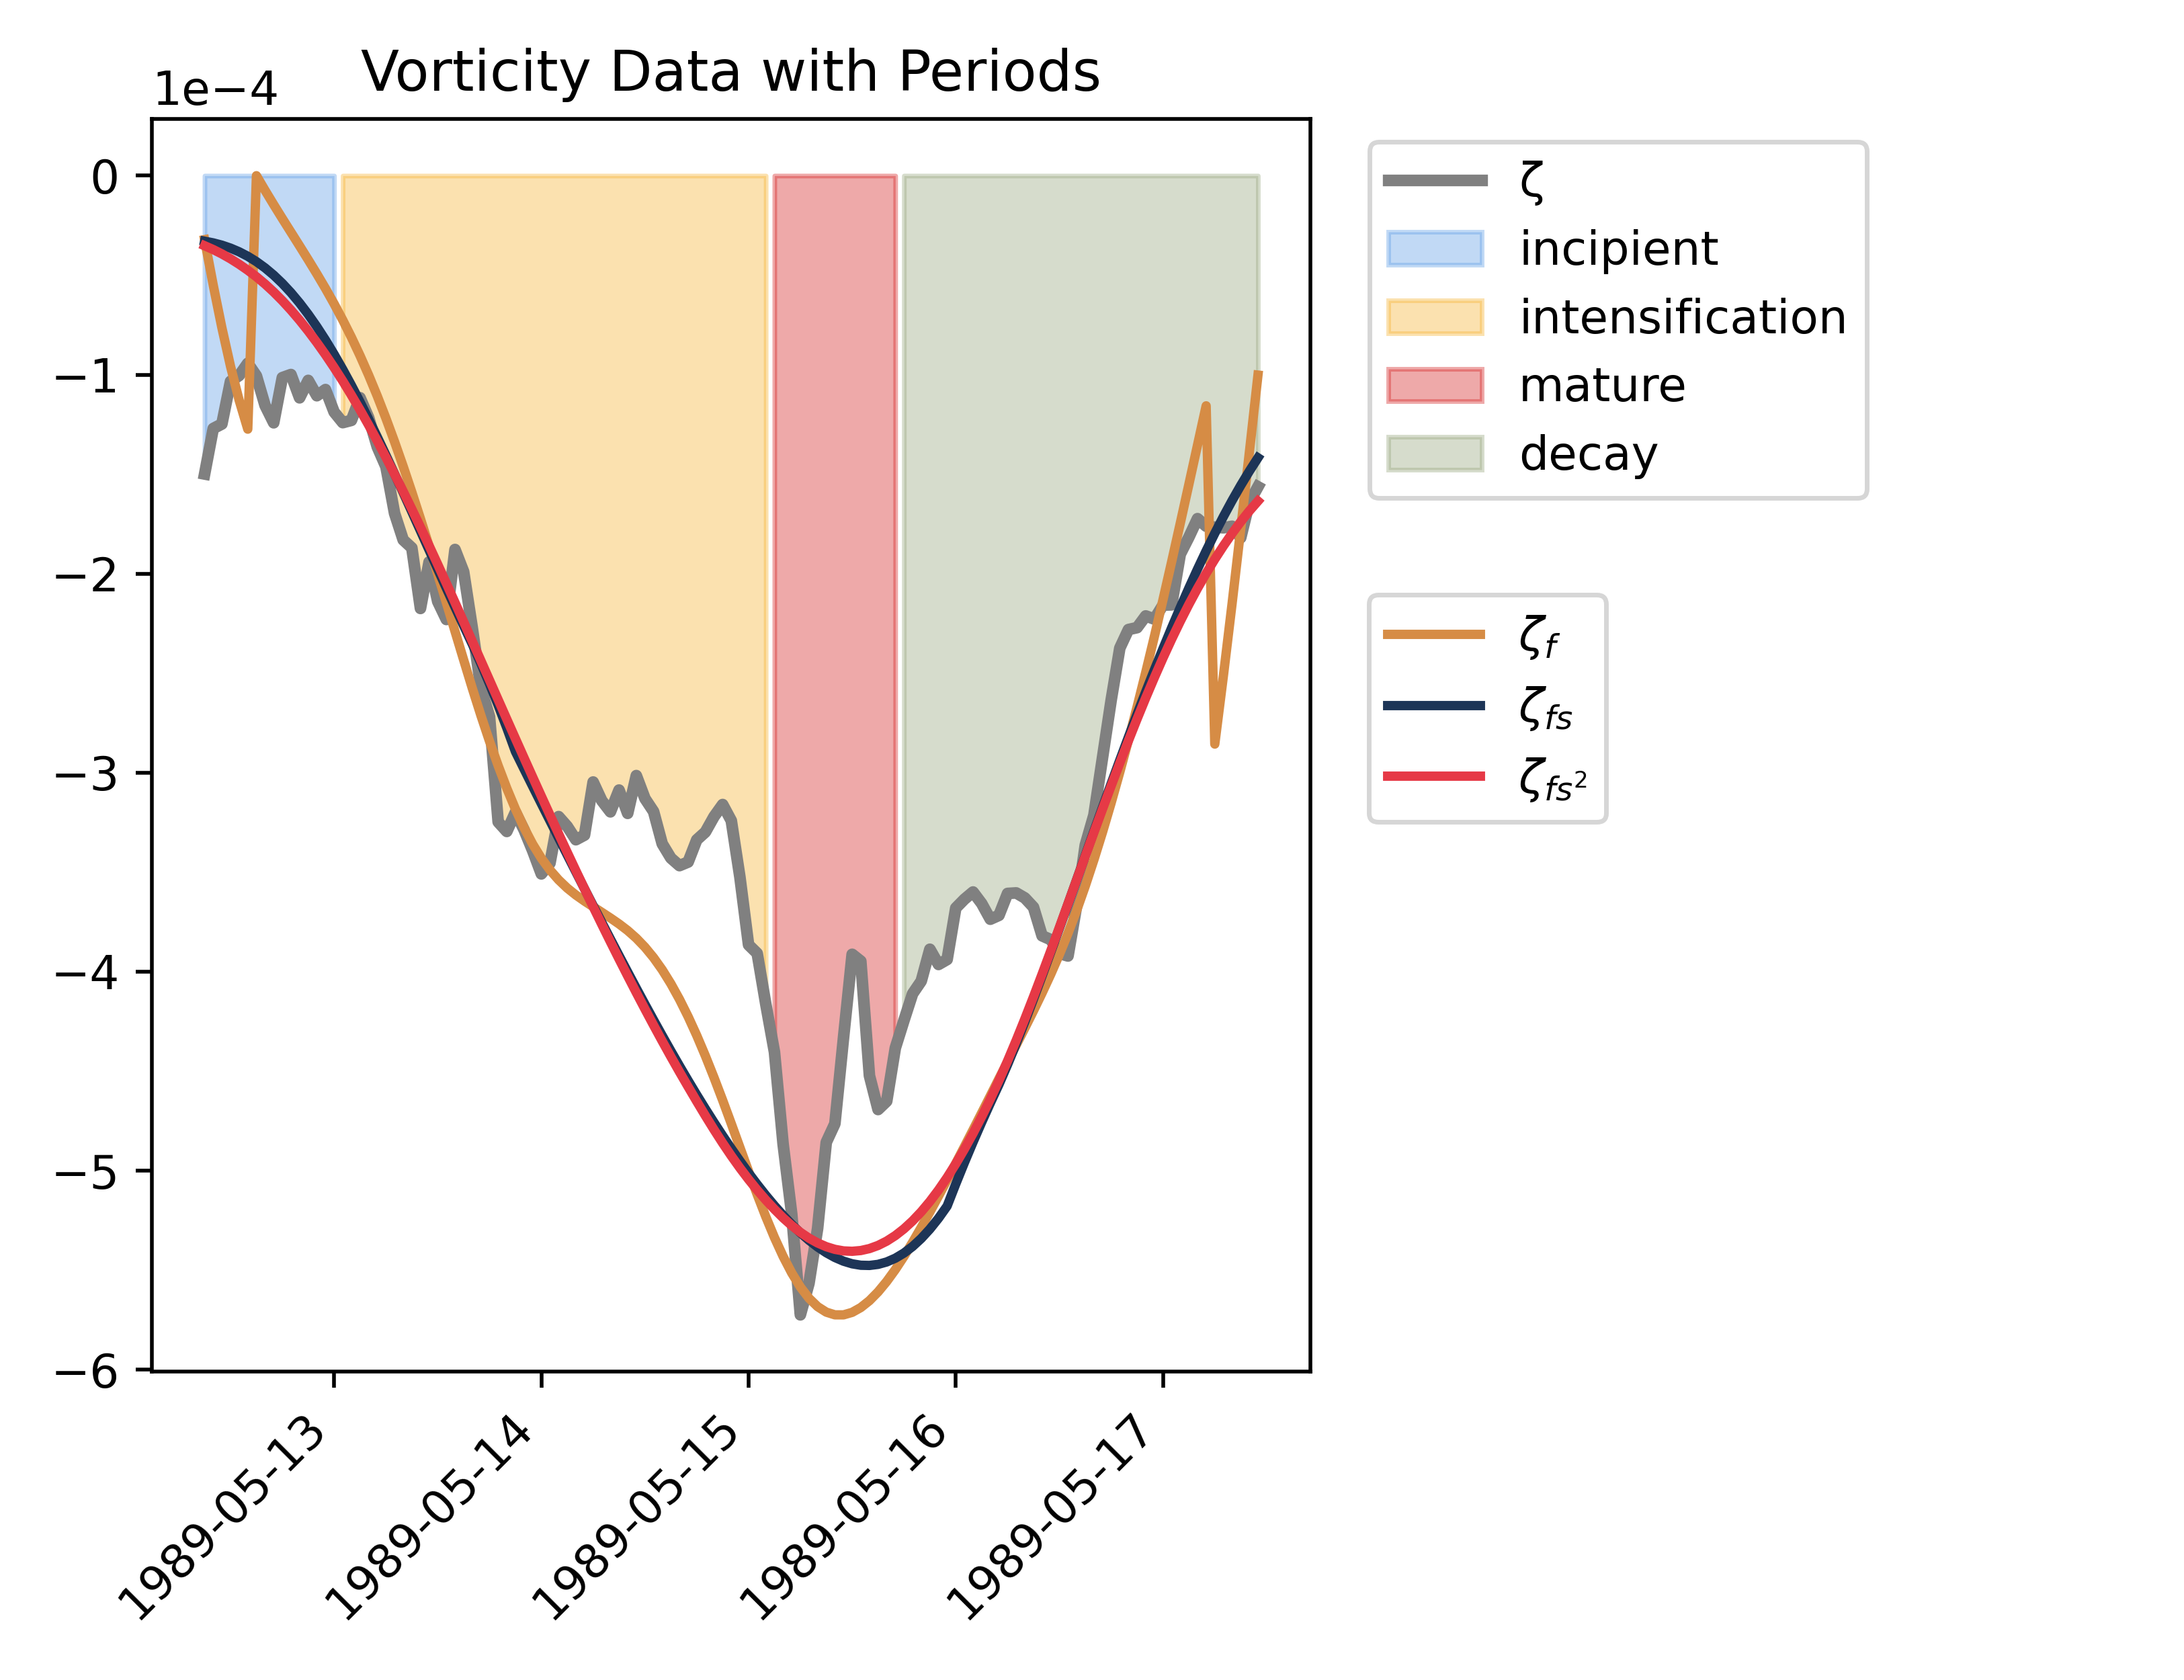 Vorticity Data with Periods
1e−4
0
−1
−2
−3
−4
−5
−6
1989-05-13
1989-05-14
1989-05-15
1989-05-16
1989-05-17
ζ
incipient
intensification
mature
decay
ζf
ζfs
ζfs²